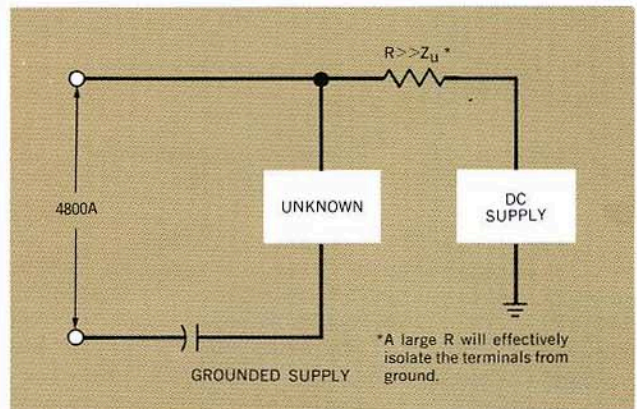 R>>Zu *
4800A
UNKNOWN
DC
SUPPLY
*A large R will effectively
isolate the terminals from
ground.
GROUNDED SUPPLY